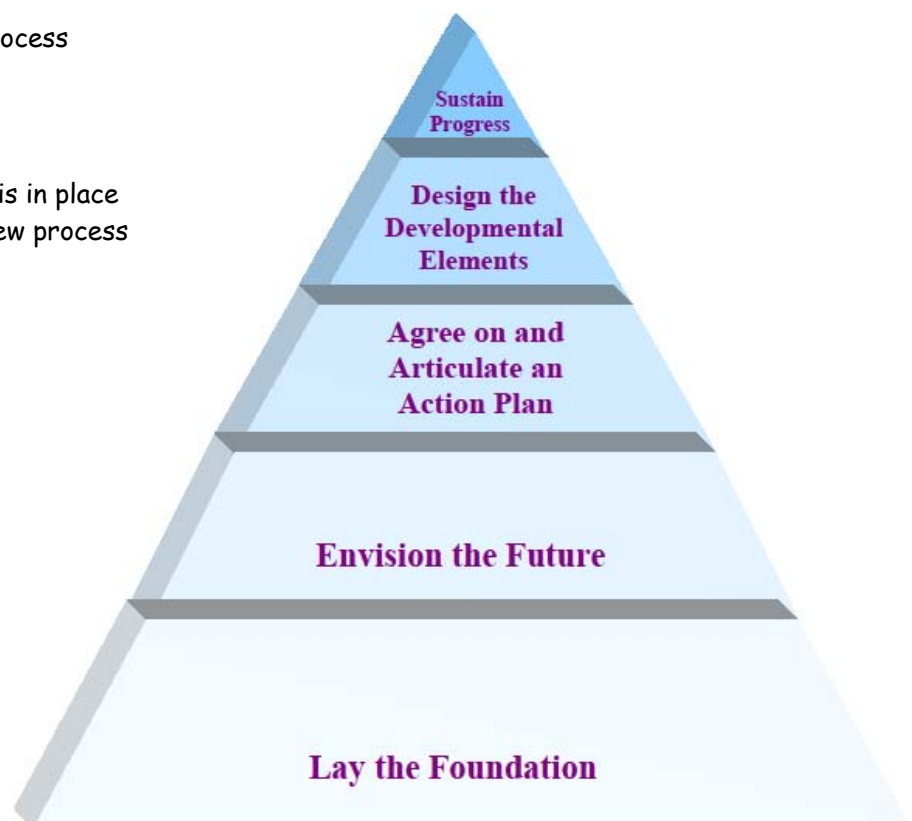 ocess
is in place
ew process
Sustain
Progress
Design the
Developmental
Elements
Agree on and
Articulate an
Action Plan
Envision the Future
Lay the Foundation